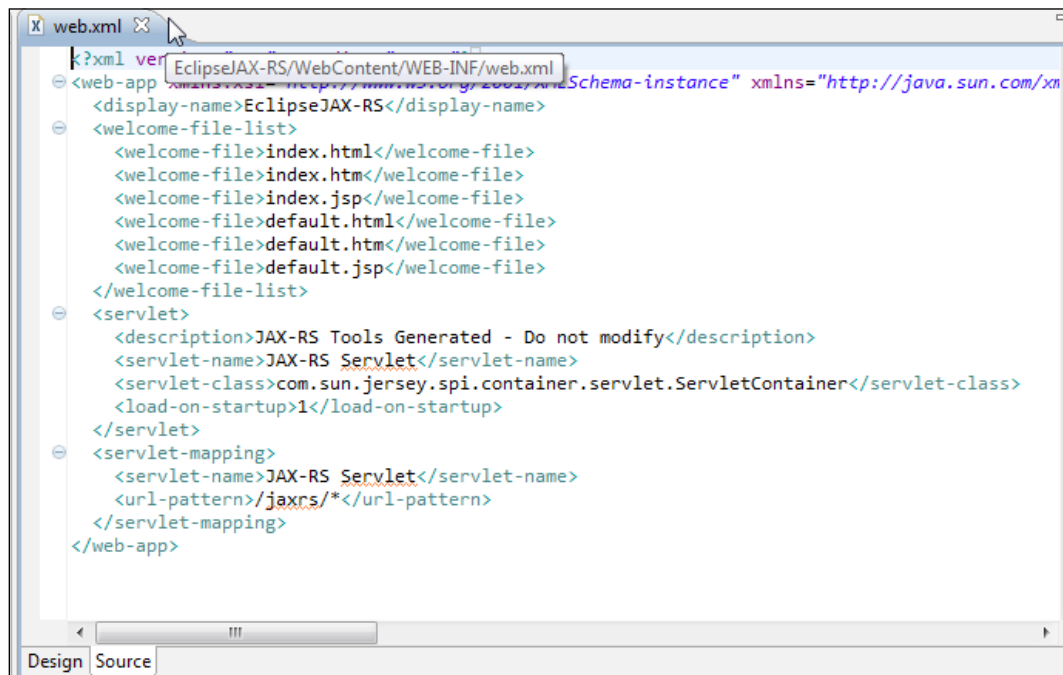 web.xml
<?xml ver
EclipseJAX-RS/WebContent/WEB-INF/web.xml
<web-app Schema-instance" xmlns="http://java.sun.com/xm
<display-name>EclipseJAX-RS</display-name>
<welcome-file-list>
<welcome-file>index.html</welcome-file>
<welcome-file>index.htm</welcome-file>
<welcome-file>index.jsp</welcome-file>
<welcome-file>default.html</welcome-file>
<welcome-file>default.htm</welcome-file>
<welcome-file>default.jsp</welcome-file>
</welcome-file-list>
<servlet>
<description>JAX-RS Tools Generated - Do not modify</description>
<servlet-name>JAX-RS Servlet</servlet-name>
<servlet-class>com.sun.jersey.spi.container.servlet.ServletContainer</servlet-class>
<load-on-startup>1</load-on-startup>
</servlet>
<servlet-mapping>
<servlet-name>JAX-RS Servlet</servlet-name>
<url-pattern>/jaxrs/*</url-pattern>
</servlet-mapping>
</web-app>
Design Source